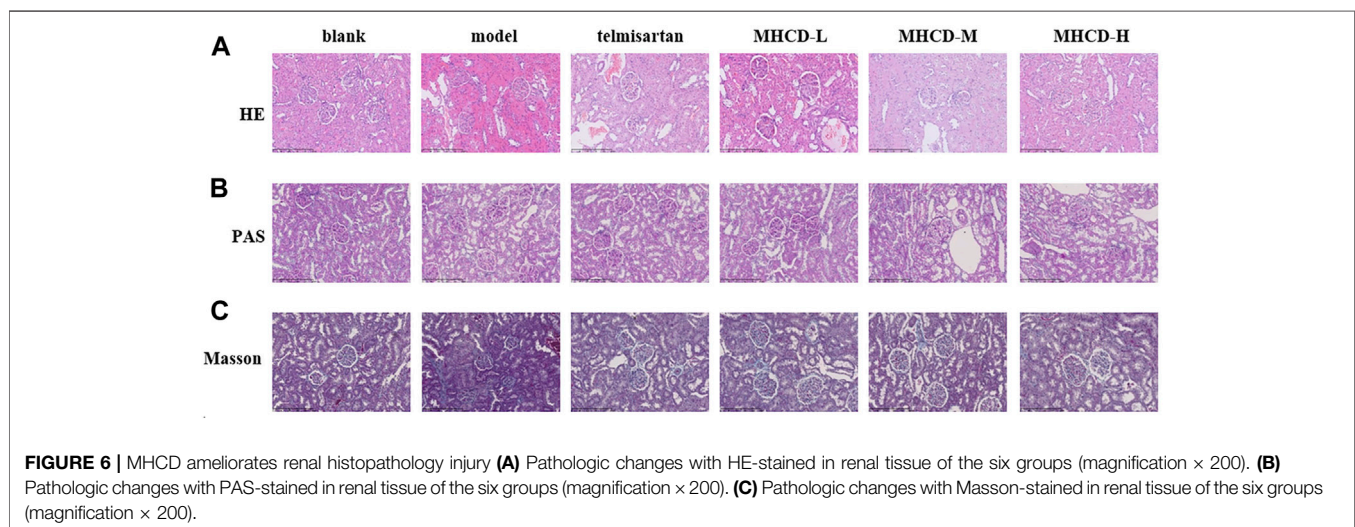 A blank model telmisartan MHCD-L MHCD-M MHCD-H
HE
B
PAS
C
Masson
FIGURE 6 | MHCD ameliorates renal histopathology injury (A) Pathologic changes with HE-stained in renal tissue of the six groups (magnification × 200). (B)
Pathologic changes with PAS-stained in renal tissue of the six groups (magnification × 200). (C) Pathologic changes with Masson-stained in renal tissue of the six groups
(magnification × 200).